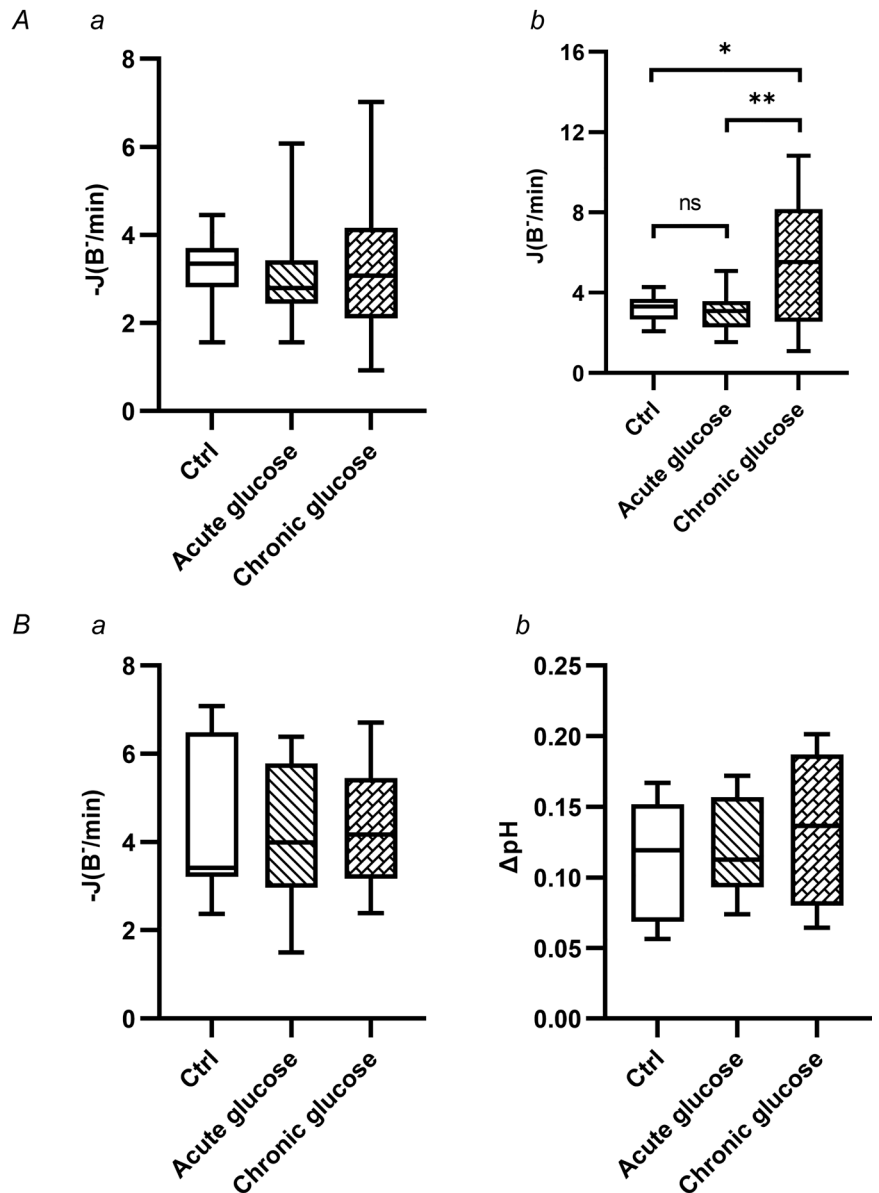 A a b
8
6
4
2
0
-J(B⁻/min)
Ctrl
Acute glucose
Chronic glucose
16
12
8
4
0
J(B⁻/min)
*
**
ns
Ctrl
Acute glucose
Chronic glucose
B a b
8
6
4
2
0
-J(B⁻/min)
Ctrl
Acute glucose
Chronic glucose
0.25
0.20
0.15
0.10
0.05
0.00
ΔpH
Ctrl
Acute glucose
Chronic glucose